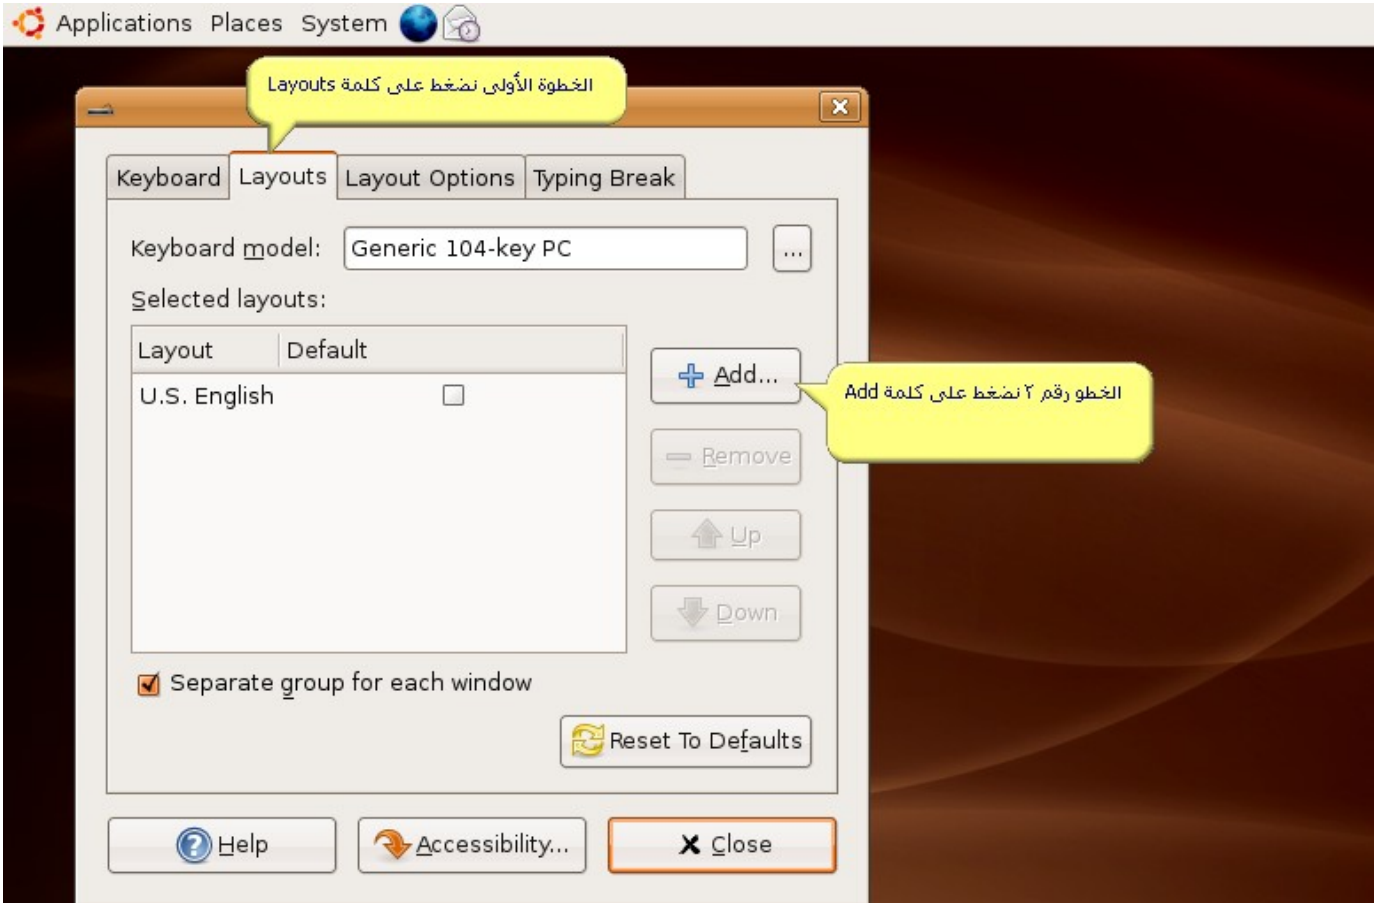 Applications Places System
الخطوة الأولى نضغط على كلمة Layouts
Keyboard Layouts Layout Options Typing Break
Keyboard model: Generic 104-key PC ...
Selected layouts:
Layout Default
U.S. English
Add...
الخطو رقم ٢ نضغط على كلمة Add
Remove
Up
Down
Separate group for each window
Reset To Defaults
Help Accessibility... Close